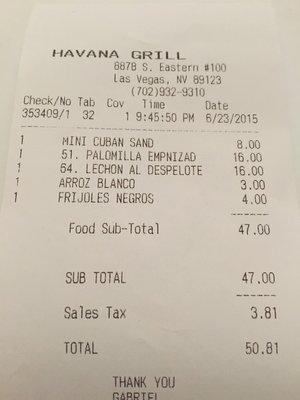 HAVANA GRILL
8878 S. Eastern #100
Las Vegas, NV 89123
(702)932-9310
Check/No Tab Cov Time Date
353409/1 32 1 9:45:50 PM 6/23/2015
1 MINI CUBAN SAND 8.00
1 51. PALOMILLA EMPNIZAD 16.00
1 64. LECHON AL DESPELOTE 16.00
1 ARROZ BLANCO 3.00
1 FRIJOLES NEGROS 4.00
Food Sub-Total 47.00
SUB TOTAL 47.00
Sales Tax 3.81
TOTAL 50.81
THANK YOU
GABRIEL